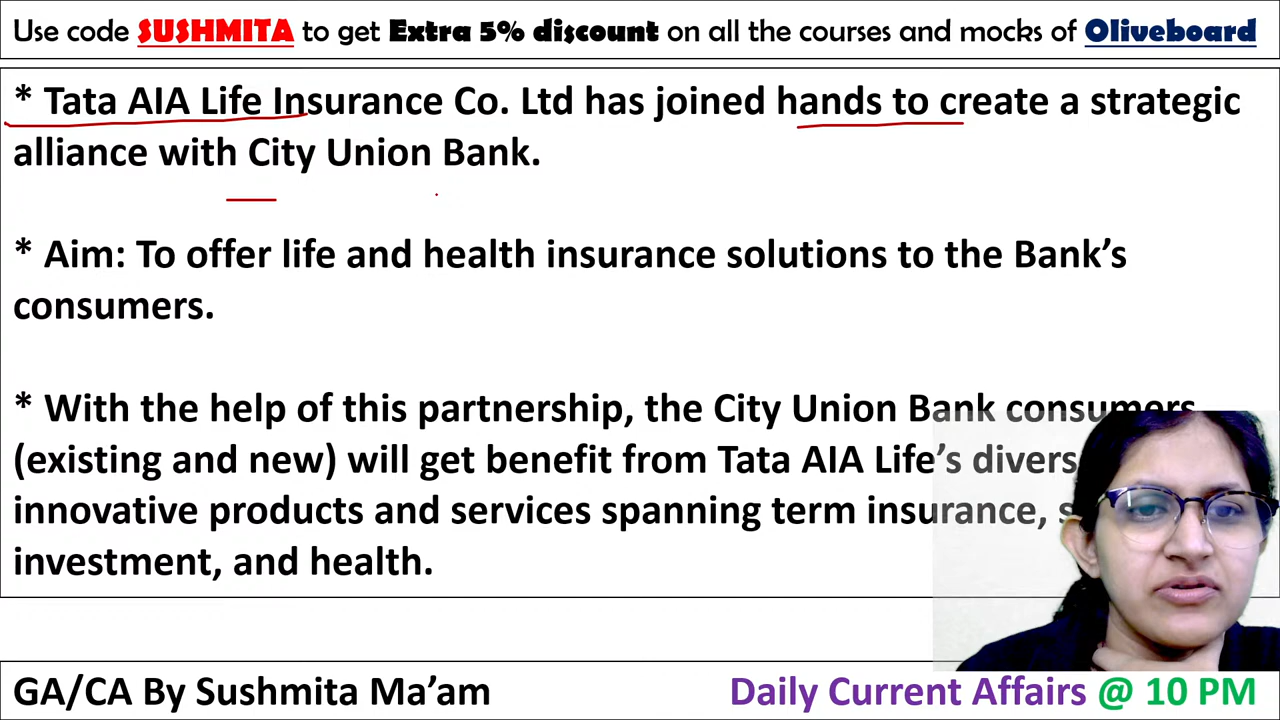 Use code SUSHMITA to get Extra 5% discount on all the courses and mocks of Oliveboard
* Tata AIA Life Insurance Co. Ltd has joined hands to create a strategic
alliance with City Union Bank.
* Aim: To offer life and health insurance solutions to the Bank’s
consumers.
* With the help of this partnership, the City Union Bank consumers
(existing and new) will get benefit from Tata AIA Life’s
innovative products and services spanning term insurance,
investment, and health.
GA/CA By Sushmita Ma’am
Daily Current Affairs @ 10 PM